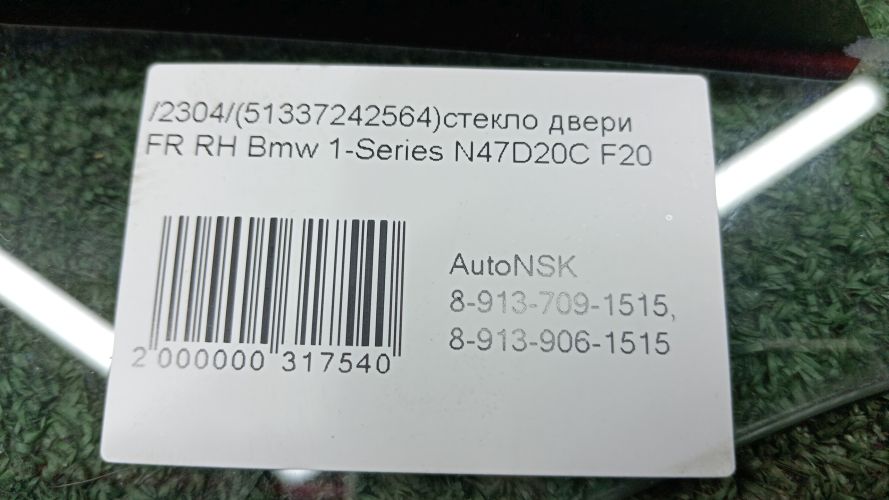 /2304/(51337242564)стекло двери
FR RH Bmw 1-Series N47D20C F20
AutoNSK
8-913-709-1515,
8-913-906-1515
2 000000 317540